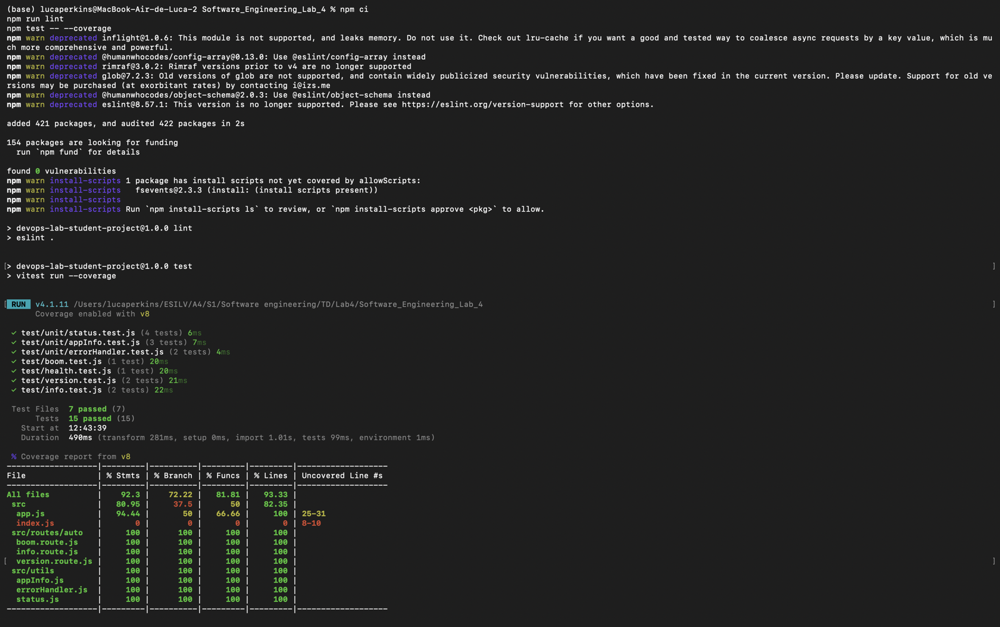 (base) lucaperkins@MacBook-Air-de-Luca-2 Software_Engineering_Lab_4 % npm ci
npm run lint
npm test -- --coverage
npm warn deprecated inflight@1.0.6: This module is not supported, and leaks memory. Do not use it. Check out lru-cache if you want a good and tested way to coalesce async requests by a key value, which is mu
ch more comprehensive and powerful.
npm warn deprecated @humanwhocodes/config-array@0.13.0: Use @eslint/config-array instead
npm warn deprecated rimraf@3.0.2: Rimraf versions prior to v4 are no longer supported
npm warn deprecated glob@7.2.3: Old versions of glob are not supported, and contain widely publicized security vulnerabilities, which have been fixed in the current version. Please update. Support for old ve
rsions may be purchased (at exorbitant rates) by contacting i@izs.me
npm warn deprecated @humanwhocodes/object-schema@2.0.3: Use @eslint/object-schema instead
npm warn deprecated eslint@8.57.1: This version is no longer supported. Please see https://eslint.org/version-support for other options.

added 421 packages, and audited 422 packages in 2s

154 packages are looking for funding
  run `npm fund` for details

found 0 vulnerabilities
npm warn install-scripts 1 package has install scripts not yet covered by allowScripts:
npm warn install-scripts   fsevents@2.3.3 (install: (install scripts present))
npm warn install-scripts
npm warn install-scripts Run `npm install-scripts ls` to review, or `npm install-scripts approve <pkg>` to allow.

> devops-lab-student-project@1.0.0 lint
> eslint .

[> devops-lab-student-project@1.0.0 test ]
> vitest run --coverage

[ RUN  v4.1.11 /Users/lucaperkins/ESILV/A4/S1/Software engineering/TD/Lab4/Software_Engineering_Lab_4 ]
      Coverage enabled with v8

 ✓ test/unit/status.test.js (4 tests) 6ms
 ✓ test/unit/appInfo.test.js (3 tests) 7ms
 ✓ test/unit/errorHandler.test.js (2 tests) 4ms
 ✓ test/boom.test.js (1 test) 20ms
 ✓ test/health.test.js (1 test) 20ms
 ✓ test/version.test.js (2 tests) 21ms
 ✓ test/info.test.js (2 tests) 22ms

 Test Files  7 passed (7)
      Tests  15 passed (15)
   Start at  12:43:39
   Duration  490ms (transform 281ms, setup 0ms, import 1.01s, tests 99ms, environment 1ms)

 % Coverage report from v8
-------------------|---------|----------|---------|---------|-------------------
File               | % Stmts | % Branch | % Funcs | % Lines | Uncovered Line #s
-------------------|---------|----------|---------|---------|-------------------
All files          |    92.3 |    72.22 |   81.81 |   93.33 |
 src               |   80.95 |     37.5 |      50 |   82.35 |
  app.js           |   94.44 |       50 |   66.66 |     100 | 25-31
  index.js         |       0 |        0 |       0 |       0 | 8-10
 src/routes/auto   |     100 |      100 |     100 |     100 |
  boom.route.js    |     100 |      100 |     100 |     100 |
  info.route.js    |     100 |      100 |     100 |     100 |
[ version.route.js |     100 |      100 |     100 |     100 | ]
 src/utils         |     100 |      100 |     100 |     100 |
  appInfo.js       |     100 |      100 |     100 |     100 |
  errorHandler.js  |     100 |      100 |     100 |     100 |
  status.js        |     100 |      100 |     100 |     100 |
-------------------|---------|----------|---------|---------|-------------------